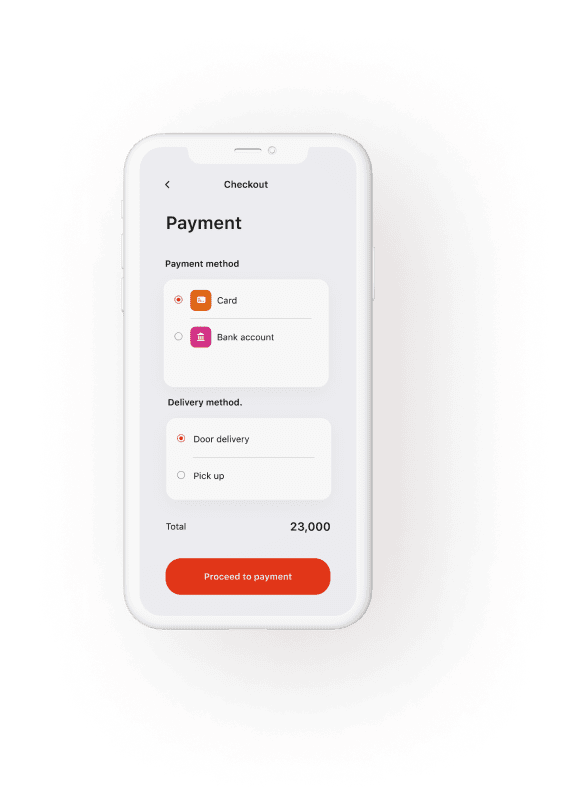 Checkout
Payment
Payment method
Card
Bank account
Delivery method.
Door delivery
Pick up
Total 23,000
Proceed to payment